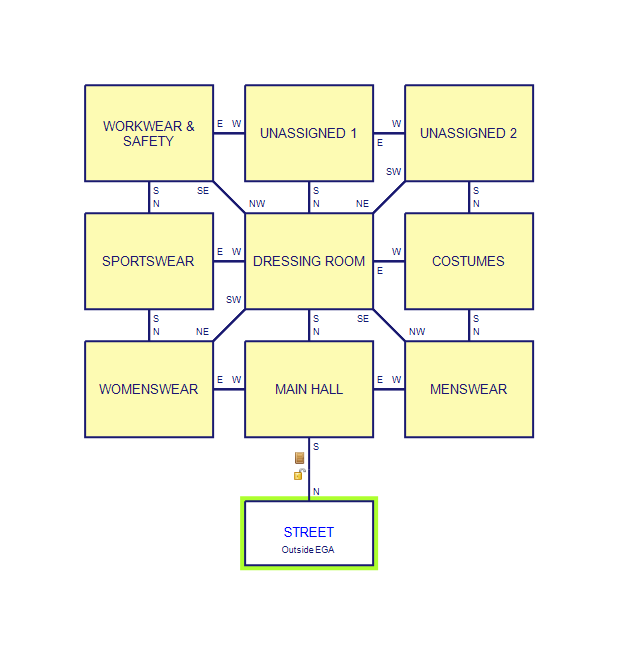 WORKWEAR &
SAFETY
E W
UNASSIGNED 1
W
E
UNASSIGNED 2
SW
S
N
SE
NW
S
N
NE
S
N
SPORTSWEAR
E W
DRESSING ROOM
W
E
COSTUMES
SW
S
N
NE
S
N
SE
NW
S
N
WOMENSWEAR
E W
MAIN HALL
E W
MENSWEAR
S
N
STREET
Outside EGA